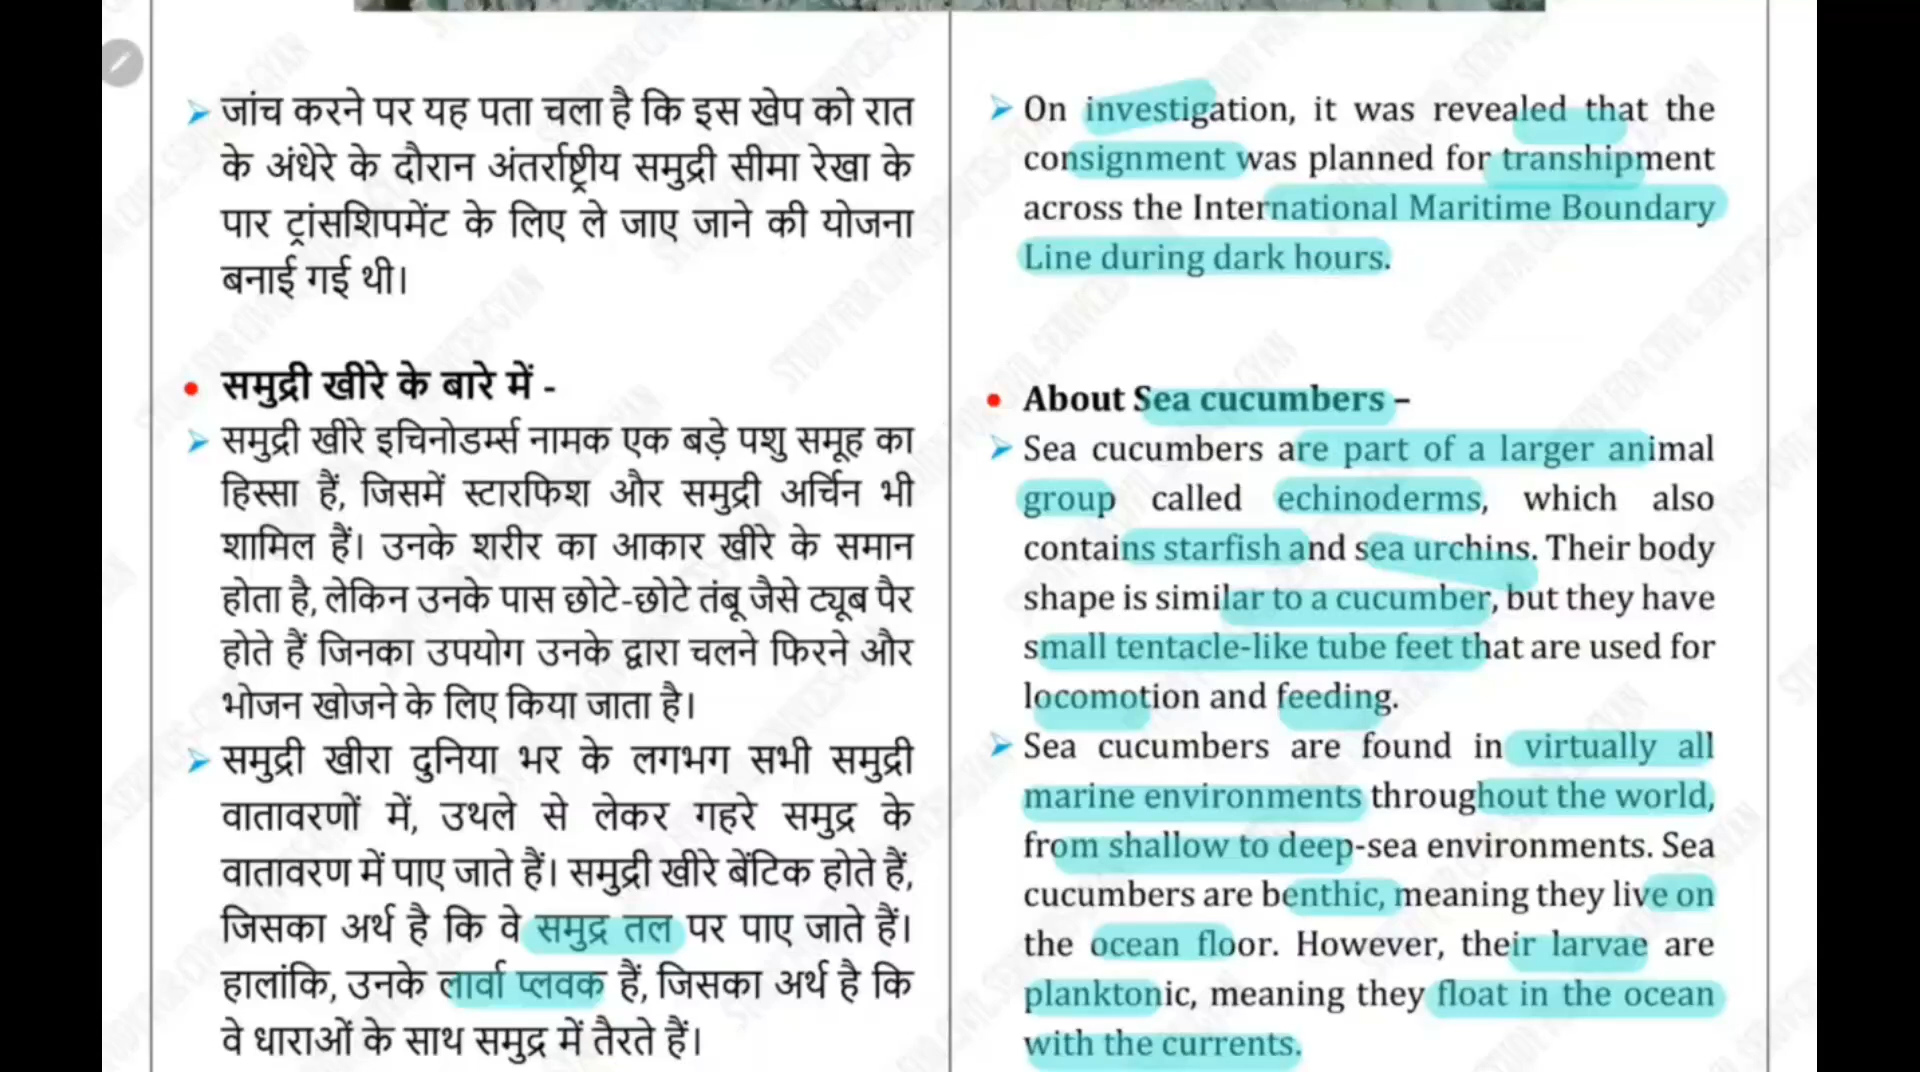 जांच करने पर यह पता चला है कि इस खेप को रात
के अंधेरे के दौरान अंतर्राष्ट्रीय समुद्री सीमा रेखा के
पार ट्रांसशिपमेंट के लिए ले जाए जाने की योजना
बनाई गई थी।
समुद्री खीरे के बारे में -
समुद्री खीरे इचिनोडर्म्स नामक एक बड़े पशु समूह का
हिस्सा हैं, जिसमें स्टारफिश और समुद्री अर्चिन भी
शामिल हैं। उनके शरीर का आकार खीरे के समान
होता है, लेकिन उनके पास छोटे-छोटे तंबू जैसे ट्यूब पैर
होते हैं जिनका उपयोग उनके द्वारा चलने फिरने और
भोजन खोजने के लिए किया जाता है।
समुद्री खीरा दुनिया भर के लगभग सभी समुद्री
वातावरणों में, उथले से लेकर गहरे समुद्र के
वातावरण में पाए जाते हैं। समुद्री खीरे बेंटिक होते हैं,
जिसका अर्थ है कि वे समुद्र तल पर पाए जाते हैं।
हालांकि, उनके लार्वा प्लवक हैं, जिसका अर्थ है कि
वे धाराओं के साथ समुद्र में तैरते हैं।
On investigation, it was revealed that the
consignment was planned for transhipment
across the International Maritime Boundary
Line during dark hours.
About Sea cucumbers –
Sea cucumbers are part of a larger animal
group called echinoderms, which also
contains starfish and sea urchins. Their body
shape is similar to a cucumber, but they have
small tentacle-like tube feet that are used for
locomotion and feeding.
Sea cucumbers are found in virtually all
marine environments throughout the world,
from shallow to deep-sea environments. Sea
cucumbers are benthic, meaning they live on
the ocean floor. However, their larvae are
planktonic, meaning they float in the ocean
with the currents.